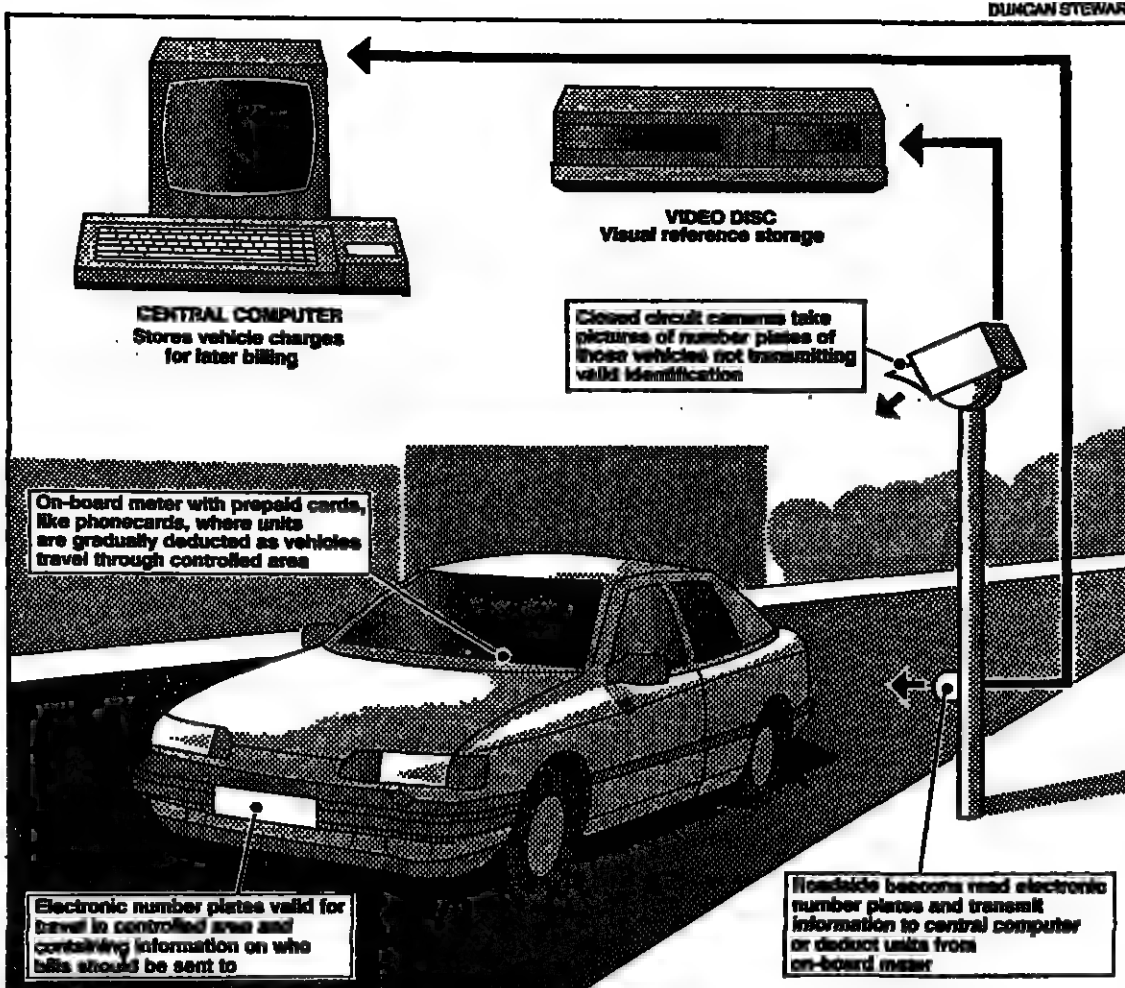 DUNCAN STEWAR
CENTRAL COMPUTER
Stores vehicle charges
for later billing
VIDEO DISC
Visual reference storage
Closed circuit cameras take
pictures of number plates of
those vehicles not transmitting
valid identification
On-board meter with prepaid cards,
like phonecards, where units
are gradually deducted as vehicles
travel through controlled area
Electronic number plates valid for
travel in controlled area and
containing information on who
bills should be sent to
Roadside beacons read electronic
number plates and transmit
information to central computer
or deduct units from
on-board meter